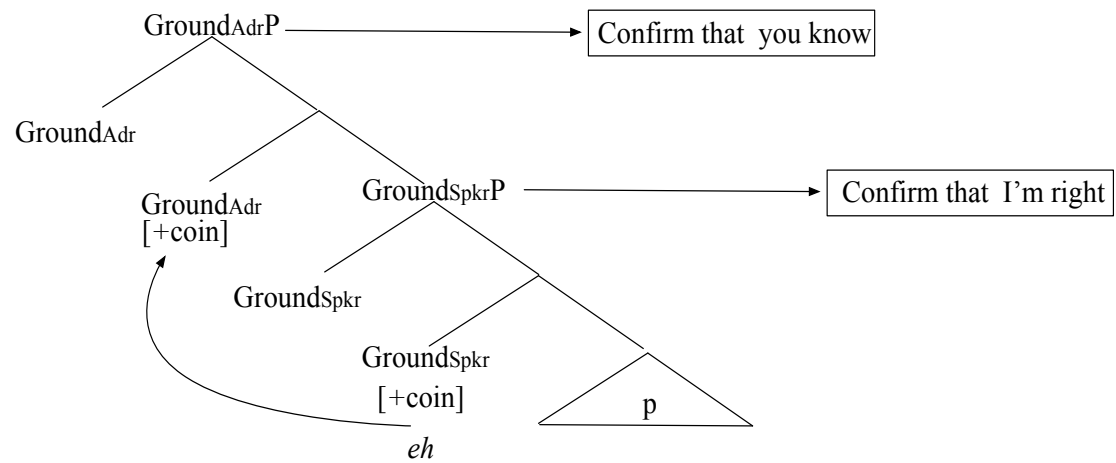 GroundAdrP
Confirm that you know
GroundAdr
GroundAdr
[+coin]
GroundSpkrP
Confirm that I'm right
GroundSpkr
GroundSpkr
[+coin]
eh
p